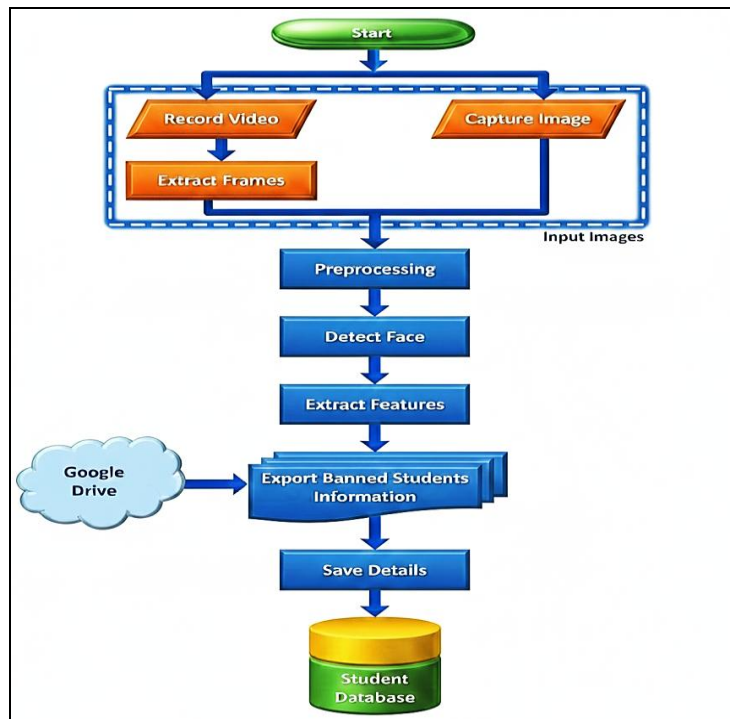 Start
Record Video
Capture Image
Extract Frames
Input Images
Preprocessing
Detect Face
Extract Features
Google
Drive
Export Banned Students
Information
Save Details
Student
Database